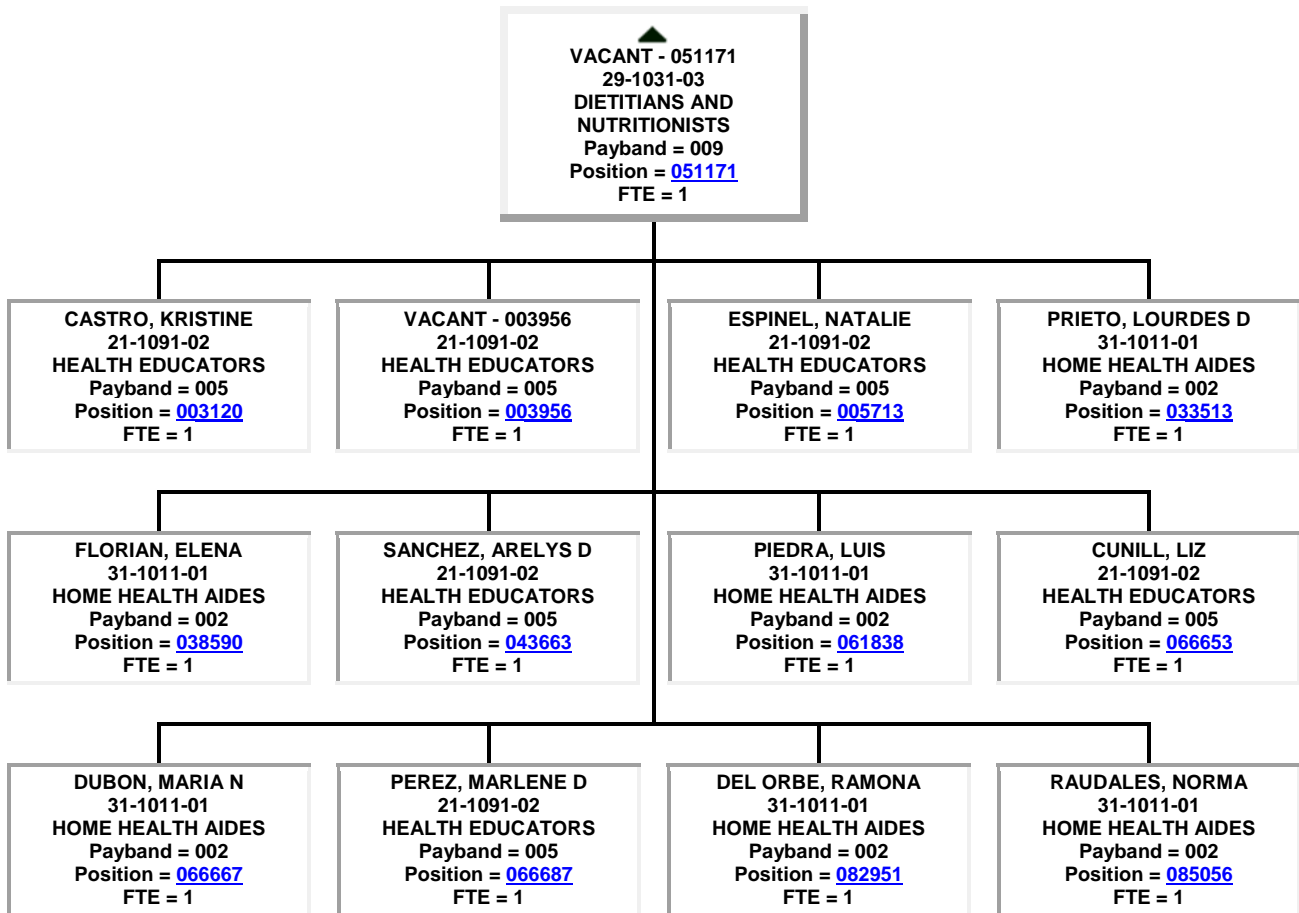 VACANT - 051171
29-1031-03
DIETITIANS AND
NUTRITIONISTS
Payband = 009
Position = 051171
FTE = 1
CASTRO, KRISTINE
21-1091-02
HEALTH EDUCATORS
Payband = 005
Position = 003120
FTE = 1
VACANT - 003956
21-1091-02
HEALTH EDUCATORS
Payband = 005
Position = 003956
FTE = 1
ESPINEL, NATALIE
21-1091-02
HEALTH EDUCATORS
Payband = 005
Position = 005713
FTE = 1
PRIETO, LOURDES D
31-1011-01
HOME HEALTH AIDES
Payband = 002
Position = 033513
FTE = 1
FLORIAN, ELENA
31-1011-01
HOME HEALTH AIDES
Payband = 002
Position = 038590
FTE = 1
SANCHEZ, ARELYS D
21-1091-02
HEALTH EDUCATORS
Payband = 005
Position = 043663
FTE = 1
PIEDRA, LUIS
31-1011-01
HOME HEALTH AIDES
Payband = 002
Position = 061838
FTE = 1
CUNILL, LIZ
21-1091-02
HEALTH EDUCATORS
Payband = 005
Position = 066653
FTE = 1
DUBON, MARIA N
31-1011-01
HOME HEALTH AIDES
Payband = 002
Position = 066667
FTE = 1
PEREZ, MARLENE D
21-1091-02
HEALTH EDUCATORS
Payband = 005
Position = 066687
FTE = 1
DEL ORBE, RAMONA
31-1011-01
HOME HEALTH AIDES
Payband = 002
Position = 082951
FTE = 1
RAUDALES, NORMA
31-1011-01
HOME HEALTH AIDES
Payband = 002
Position = 085056
FTE = 1